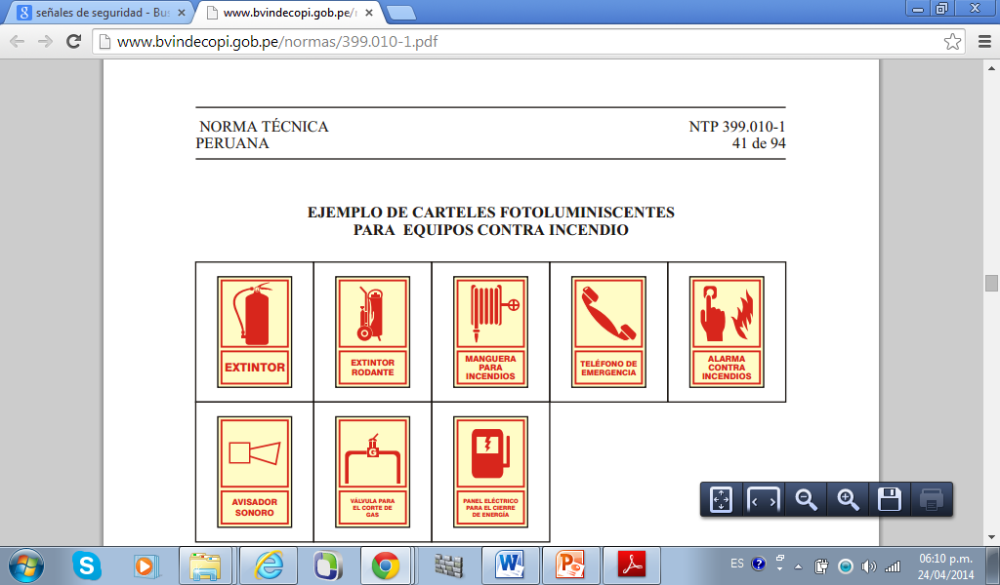 señales de seguridad - Bus
www.bvindecopi.gob.pe/
www.bvindecopi.gob.pe/normas/399.010-1.pdf
NORMA TÉCNICA NTP 399.010-1
PERUANA 41 de 94
EJEMPLO DE CARTELES FOTOLUMINISCENTES
PARA EQUIPOS CONTRA INCENDIO
EXTINTOR
EXTINTOR
RODANTE
MANGUERA
PARA
INCENDIOS
TELÉFONO DE
EMERGENCIA
ALARMA
CONTRA
INCENDIOS
AVISADOR
SONORO
G
VÁLVULA PARA
EL CORTE DE
GAS
PANEL ELÉCTRICO
PARA EL CIERRE
DE ENERGÍA
ES
06:10 p.m.
24/04/2014